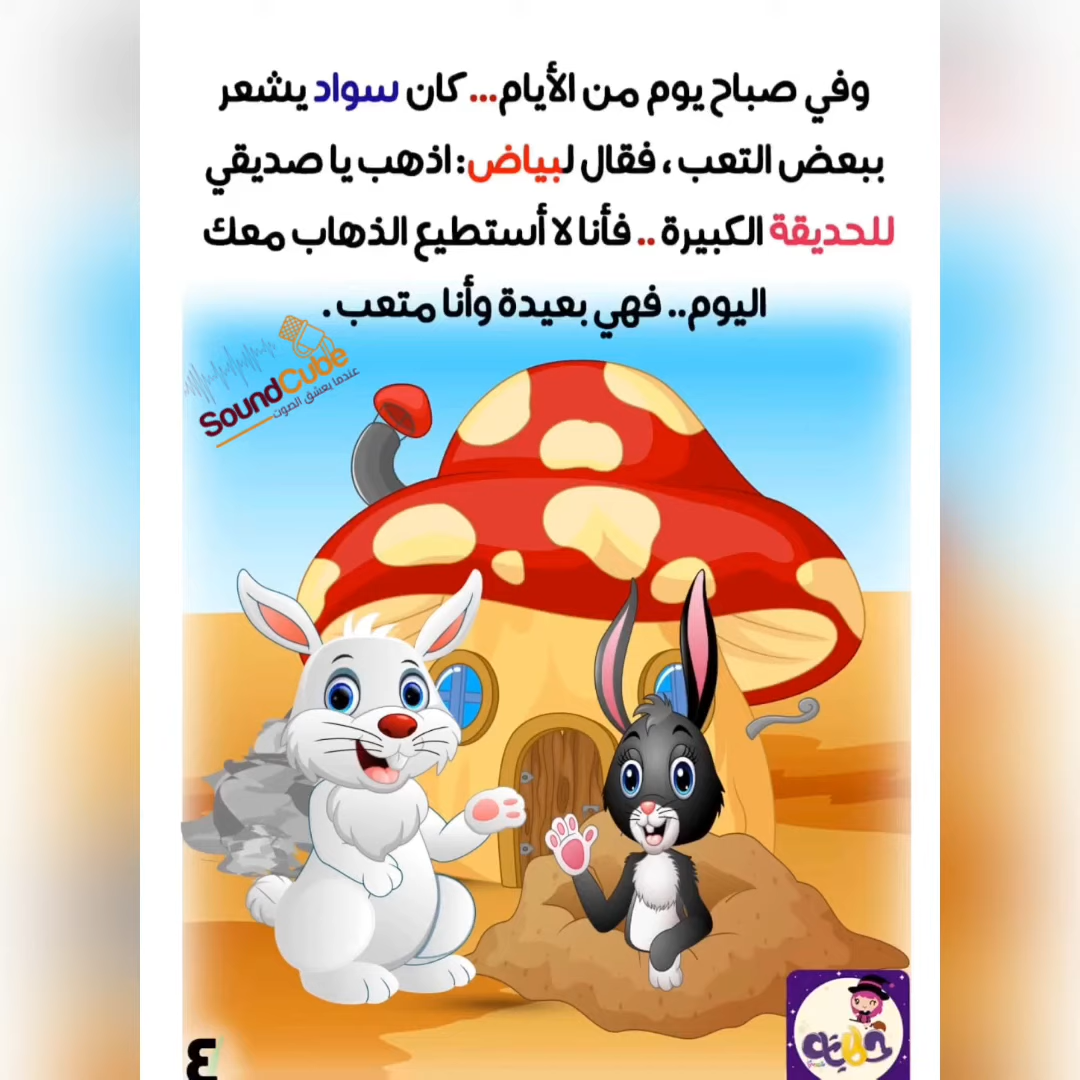 وفي صباح يوم من الأيام... كان سواد يشعر
ببعض التعب ، فقال لبياض: اذهب يا صديقي
للحديقة الكبيرة .. فأنا لا أستطيع الذهاب معك
اليوم.. فهي بعيدة وأنا متعب.
SoundCube
عندما يعشق الصوت
٤